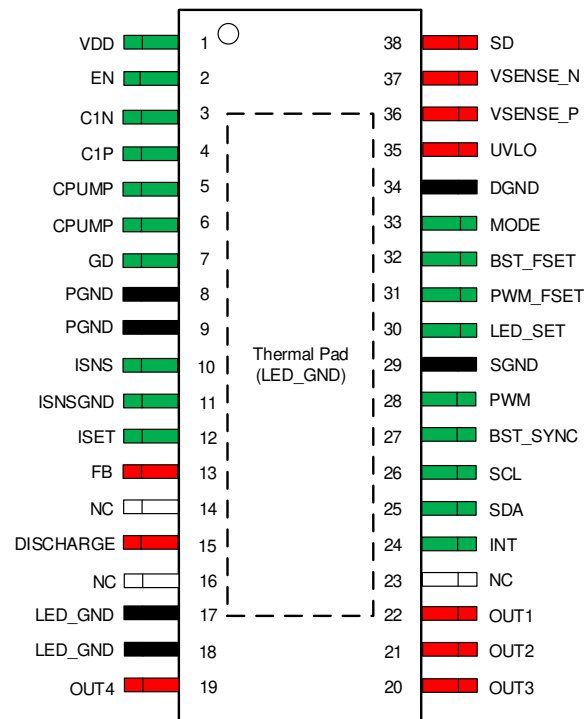 VDD 1 38 SD
EN 2 37 VSENSE_N
C1N 3 36 VSENSE_P
C1P 4 35 UVLO
CPUMP 5 34 DGND
CPUMP 6 33 MODE
GD 7 32 BST_FSET
PGND 8 31 PWM_FSET
PGND 9 30 LED_SET
Thermal Pad
(LED_GND)
ISNS 10 29 SGND
ISNSGND 11 28 PWM
ISET 12 27 BST_SYNC
FB 13 26 SCL
NC 14 25 SDA
DISCHARGE 15 24 INT
NC 16 23 NC
LED_GND 17 22 OUT1
LED_GND 18 21 OUT2
OUT4 19 20 OUT3